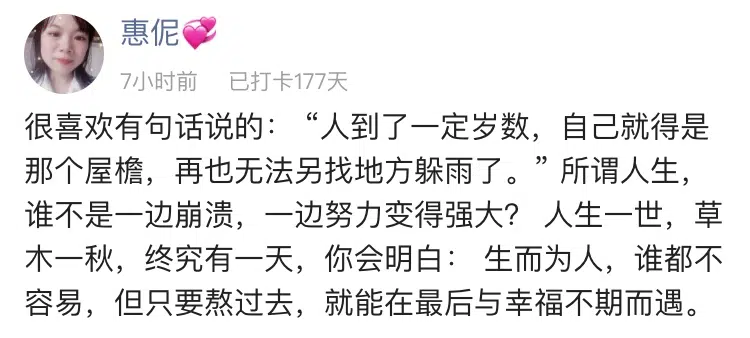 惠伲💞
7小时前 已打卡177天
很喜欢有句话说的：“人到了一定岁数，自己就得是
那个屋檐，再也无法另找地方躲雨了。”所谓人生，
谁不是一边崩溃，一边努力变得强大？ 人生一世，草
木一秋，终究有一天，你会明白： 生而为人，谁都不
容易，但只要熬过去，就能在最后与幸福不期而遇。